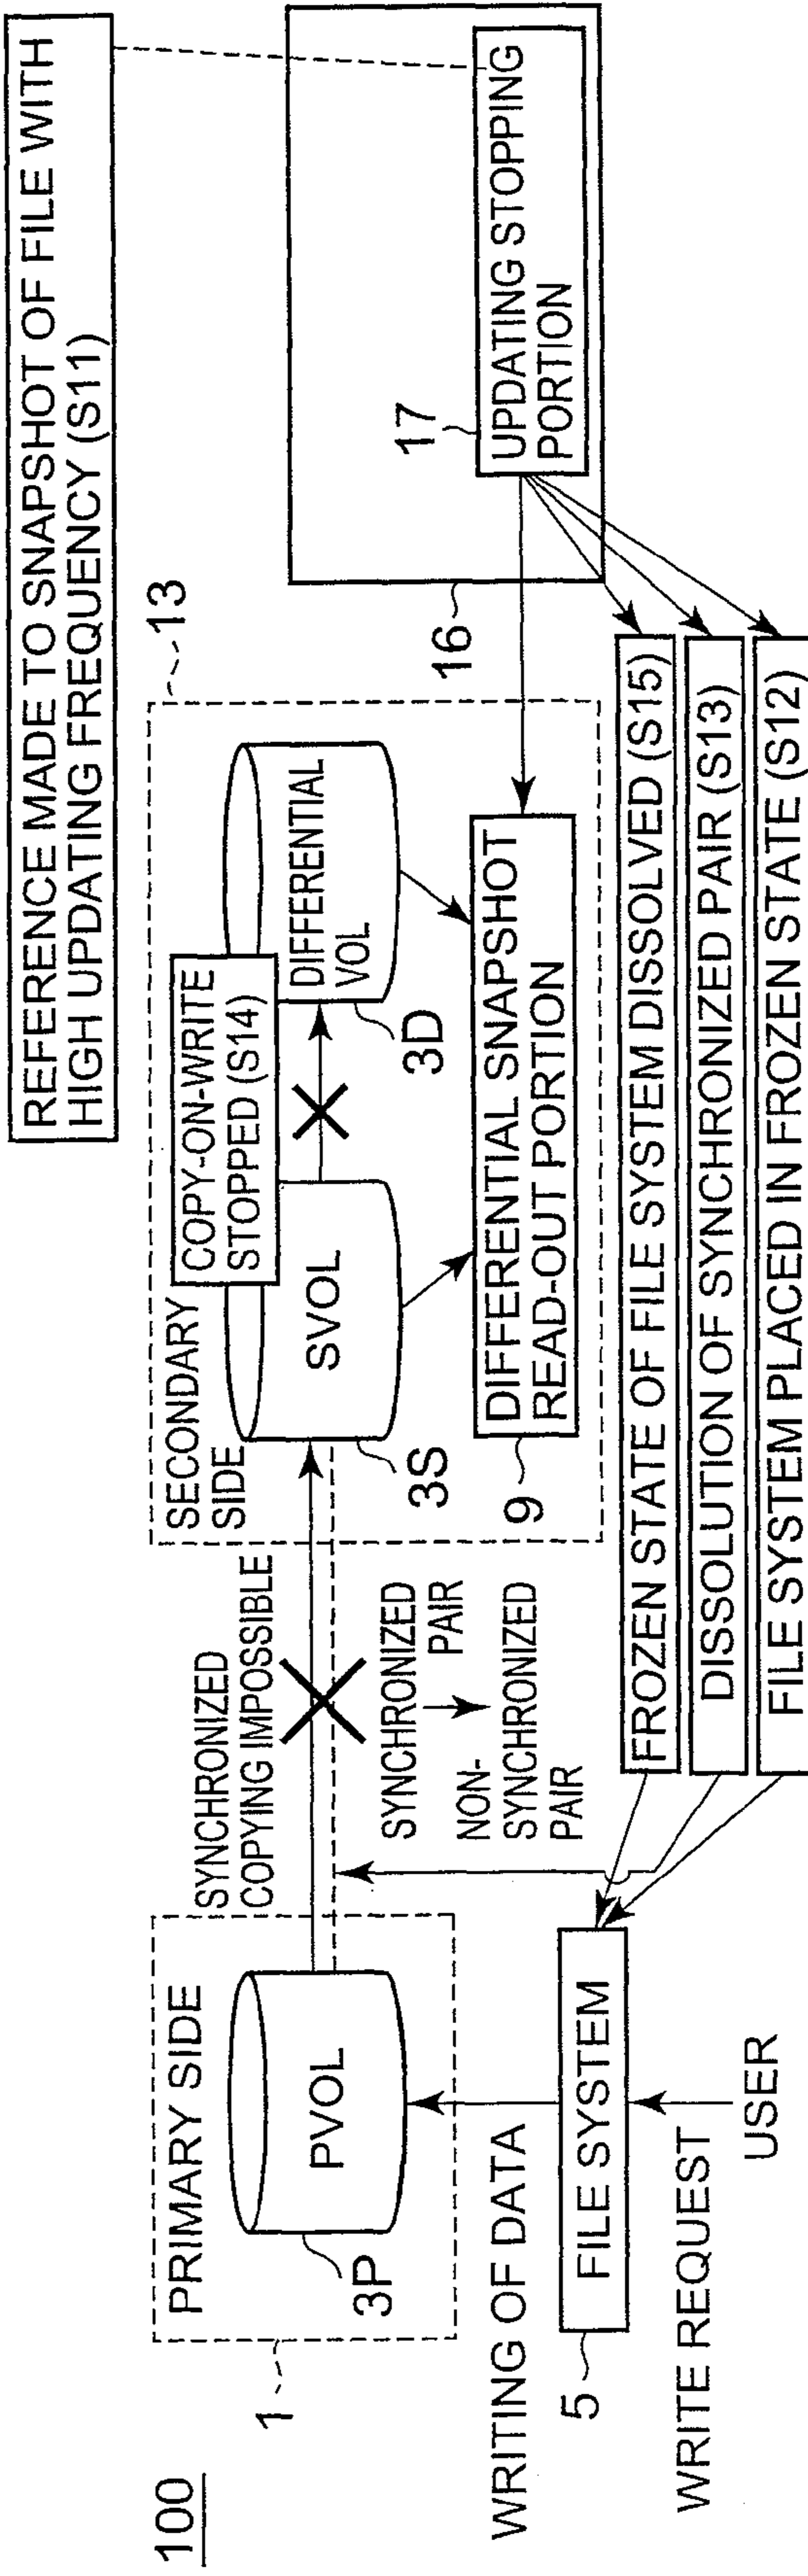 100
REFERENCE MADE TO SNAPSHOT OF FILE WITH
HIGH UPDATING FREQUENCY (S11)
1
PRIMARY SIDE
PVOL
3P
SYNCHRONIZED
COPYING IMPOSSIBLE
SYNCHRONIZED
PAIR
NON-
SYNCHRONIZED
PAIR
13
SECONDARY
SIDE
COPY-ON-WRITE
STOPPED (S14)
SVOL
3S
DIFFERENTIAL
VOL
3D
DIFFERENTIAL SNAPSHOT
READ-OUT PORTION
9
16
17
UPDATING STOPPING
PORTION
WRITING OF DATA
5
FILE SYSTEM
WRITE REQUEST
USER
FROZEN STATE OF FILE SYSTEM DISSOLVED (S15)
DISSOLUTION OF SYNCHRONIZED PAIR (S13)
FILE SYSTEM PLACED IN FROZEN STATE (S12)